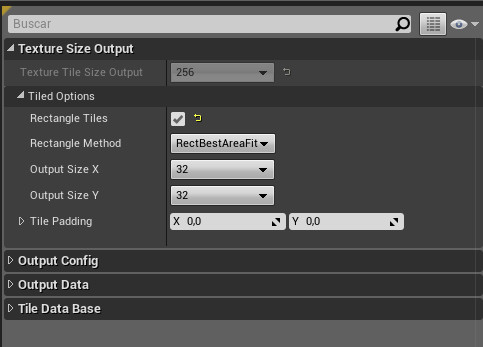 Buscar
Texture Size Output
Texture Tile Size Output 256
Tiled Options
Rectangle Tiles
Rectangle Method RectBestAreaFit
Output Size X 32
Output Size Y 32
Tile Padding X 0,0 Y 0,0
Output Config
Output Data
Tile Data Base